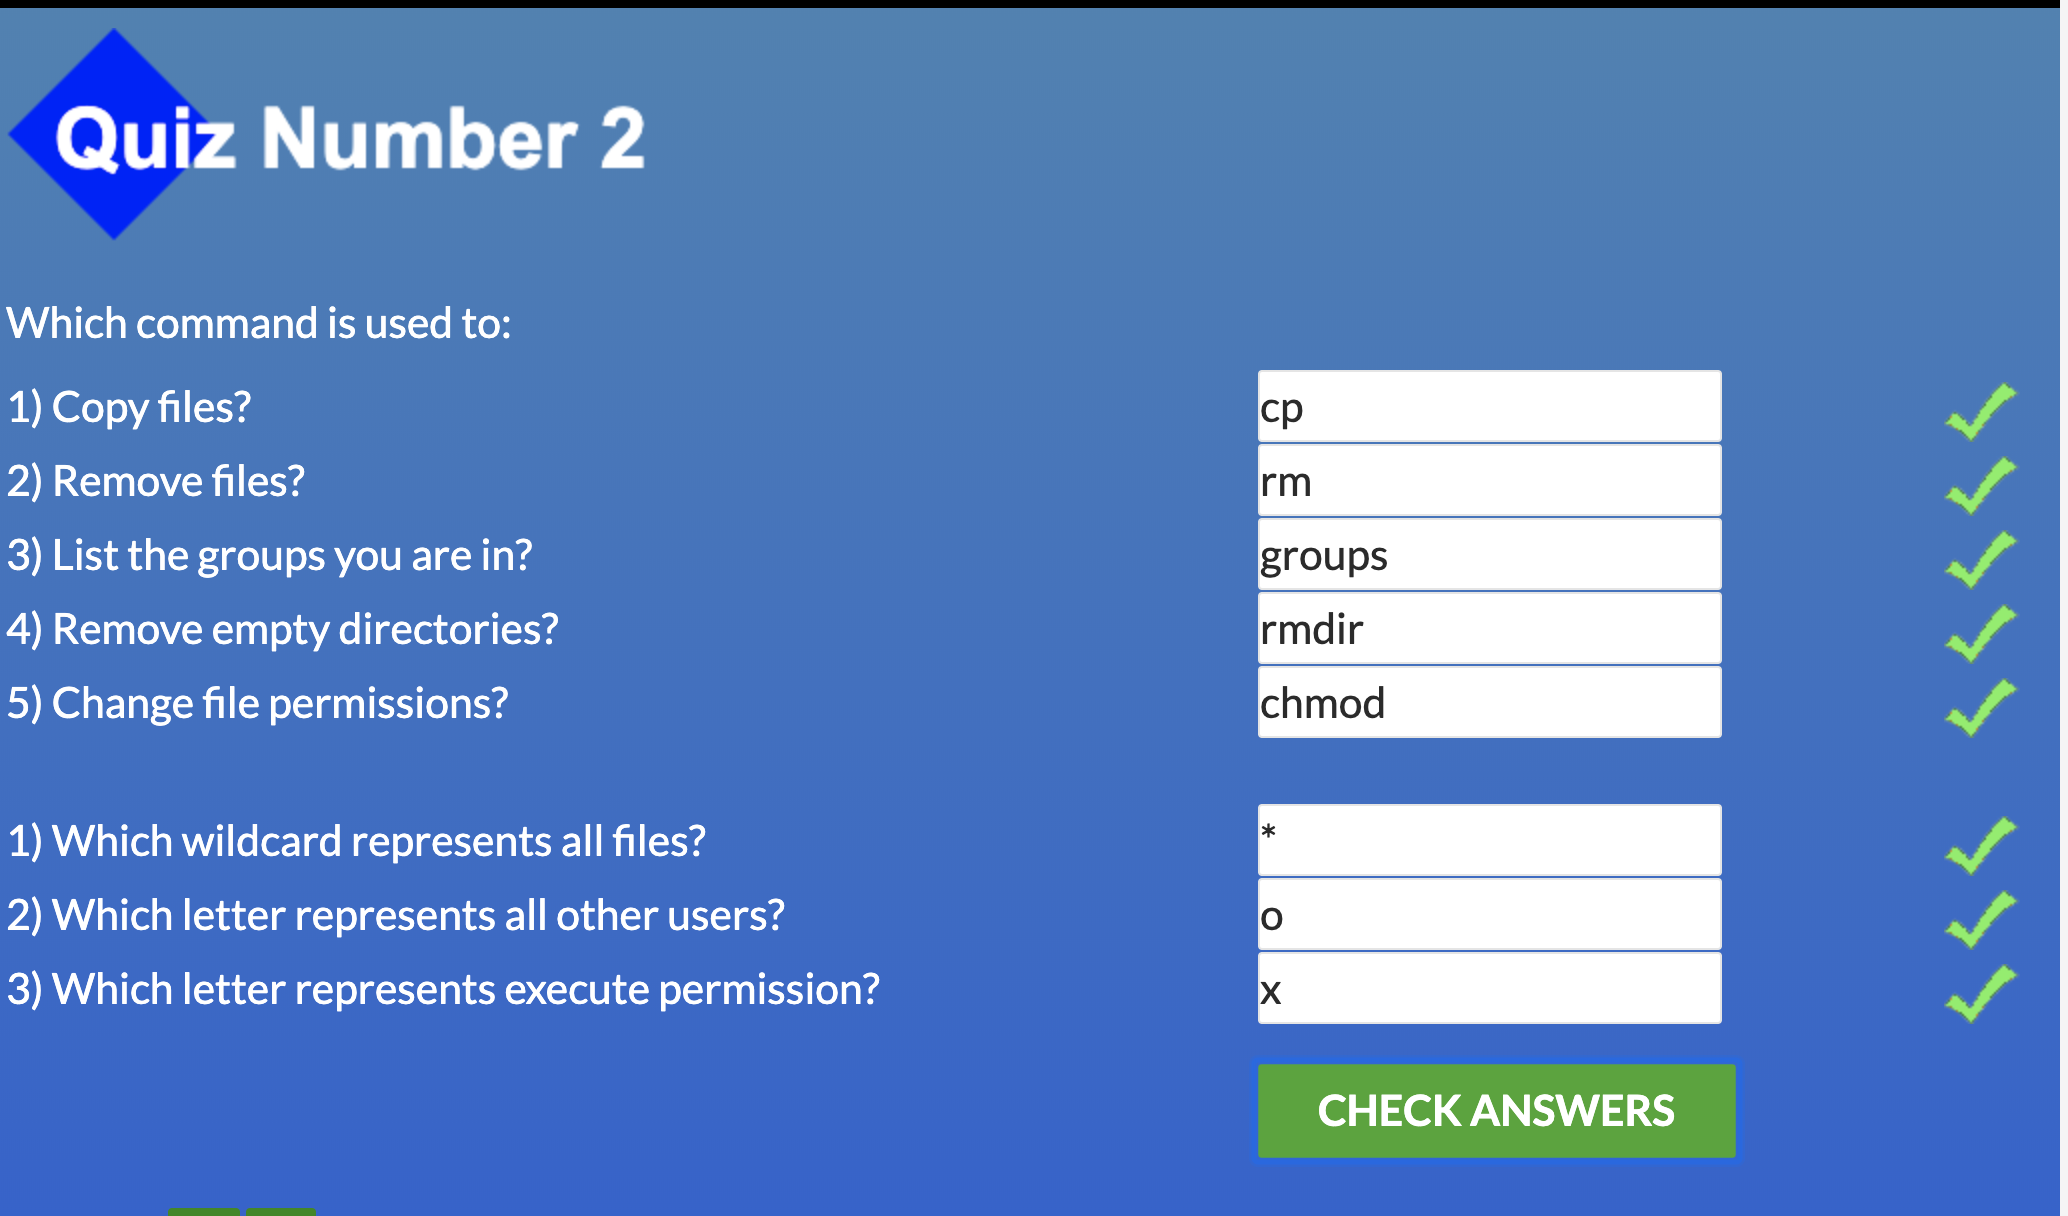 Quiz Number 2
Which command is used to:
1) Copy files? cp
2) Remove files? rm
3) List the groups you are in? groups
4) Remove empty directories? rmdir
5) Change file permissions? chmod
1) Which wildcard represents all files? *
2) Which letter represents all other users? o
3) Which letter represents execute permission? x
CHECK ANSWERS